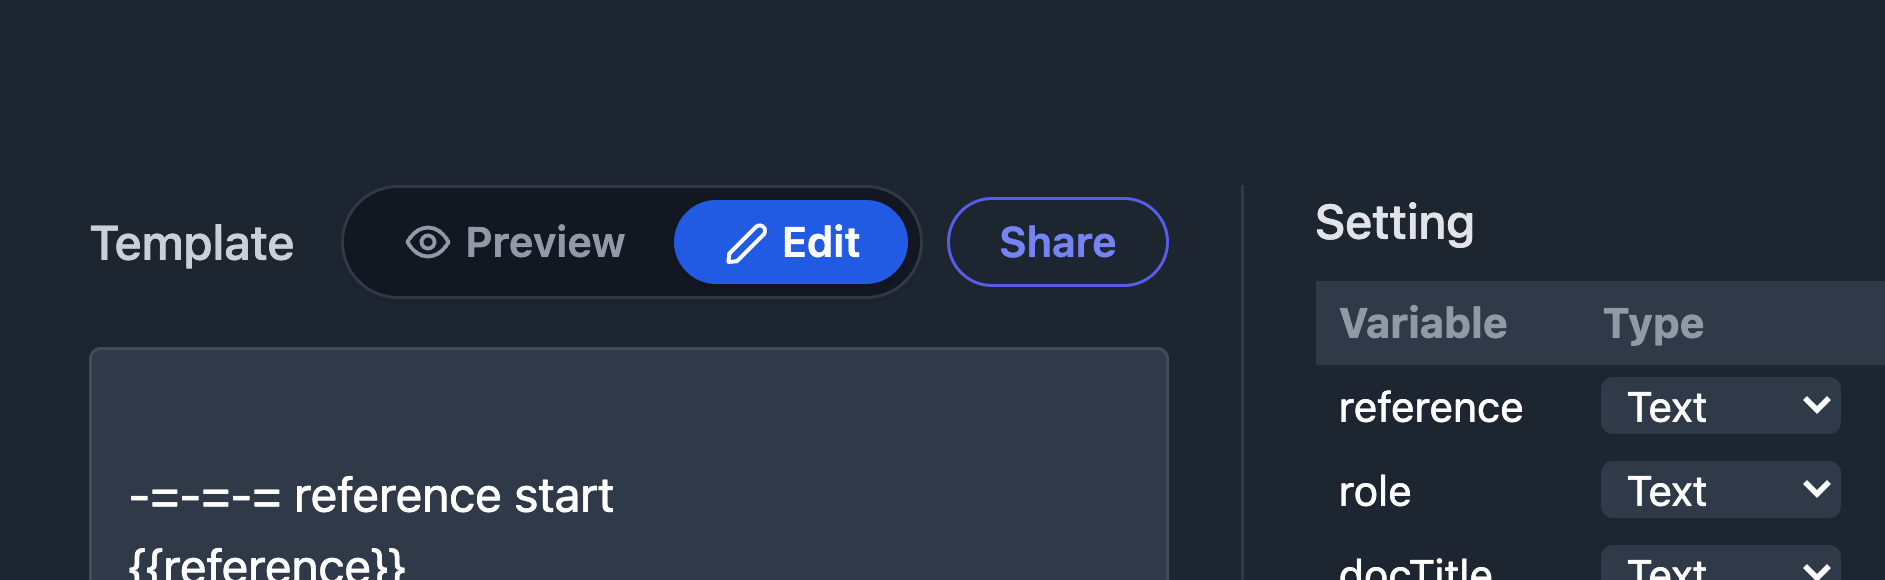 Template
Preview
Edit
Share
-=-=-= reference start
{{reference}}
Setting
Variable Type
reference Text
role Text
docTitle Text